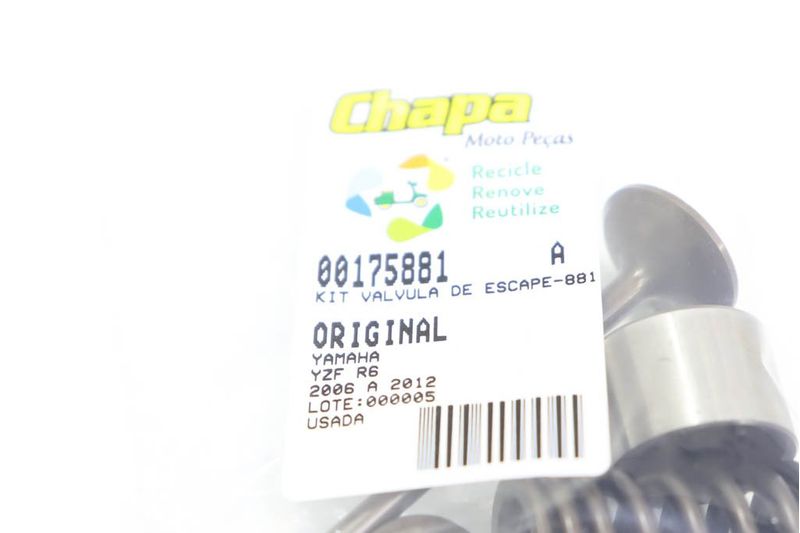 Chapa
Moto Peças
Recicle
Renove
Reutilize
00175881 A
KIT VALVULA DE ESCAPE-881
ORIGINAL
YAMAHA
YZF R6
2006 A 2012
LOTE:000005
USADA